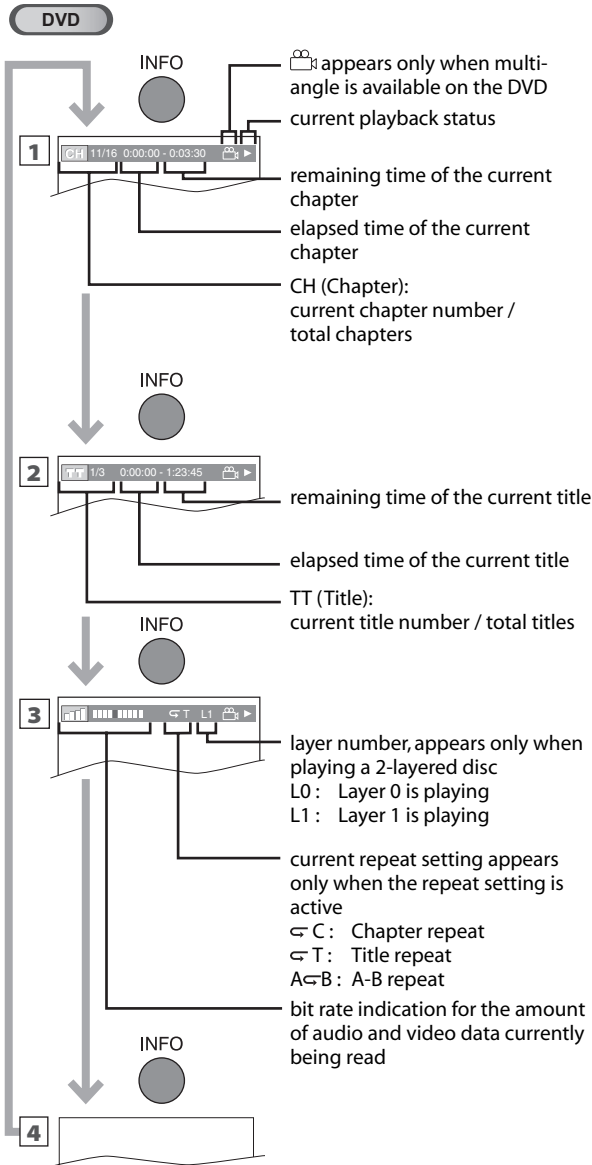 DVD
INFO
appears only when multi-
angle is available on the DVD
current playback status
1
CH 11/16 0:00:00 - 0:03:30
remaining time of the current
chapter
elapsed time of the current
chapter
CH (Chapter):
current chapter number /
total chapters
INFO
2
TT 1/3 0:00:00 - 1:23:45
remaining time of the current title
elapsed time of the current title
TT (Title):
current title number / total titles
INFO
3
T L1
layer number, appears only when
playing a 2-layered disc
L0 : Layer 0 is playing
L1 : Layer 1 is playing
current repeat setting appears
only when the repeat setting is
active
C : Chapter repeat
T : Title repeat
A B : A-B repeat
bit rate indication for the amount
of audio and video data currently
being read
INFO
4